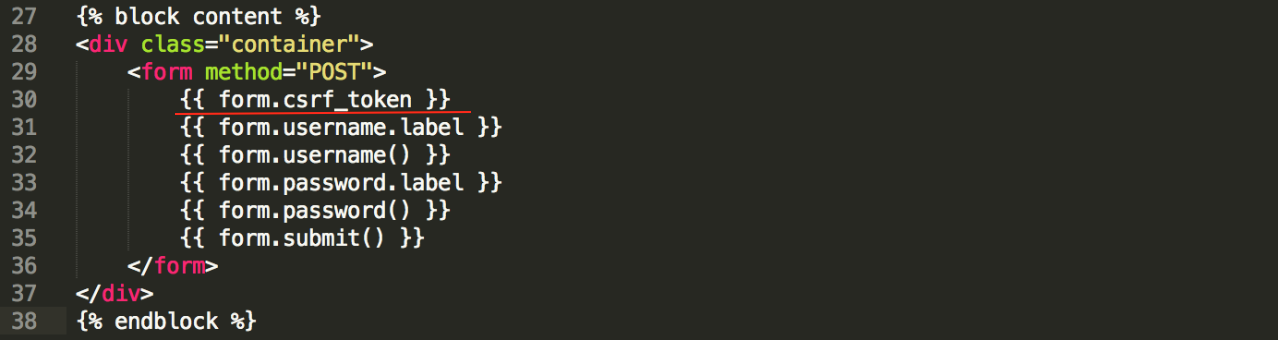 27 {% block content %}
28 <div class="container">
29 <form method="POST">
30 {{ form.csrf_token }}
31 {{ form.username.label }}
32 {{ form.username() }}
33 {{ form.password.label }}
34 {{ form.password() }}
35 {{ form.submit() }}
36 </form>
37 </div>
38 {% endblock %}